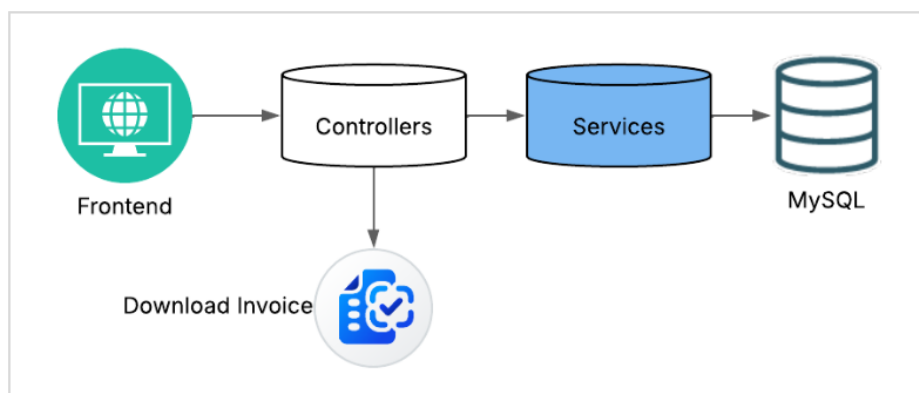 Controllers
Services
Frontend
MySQL
Download Invoice